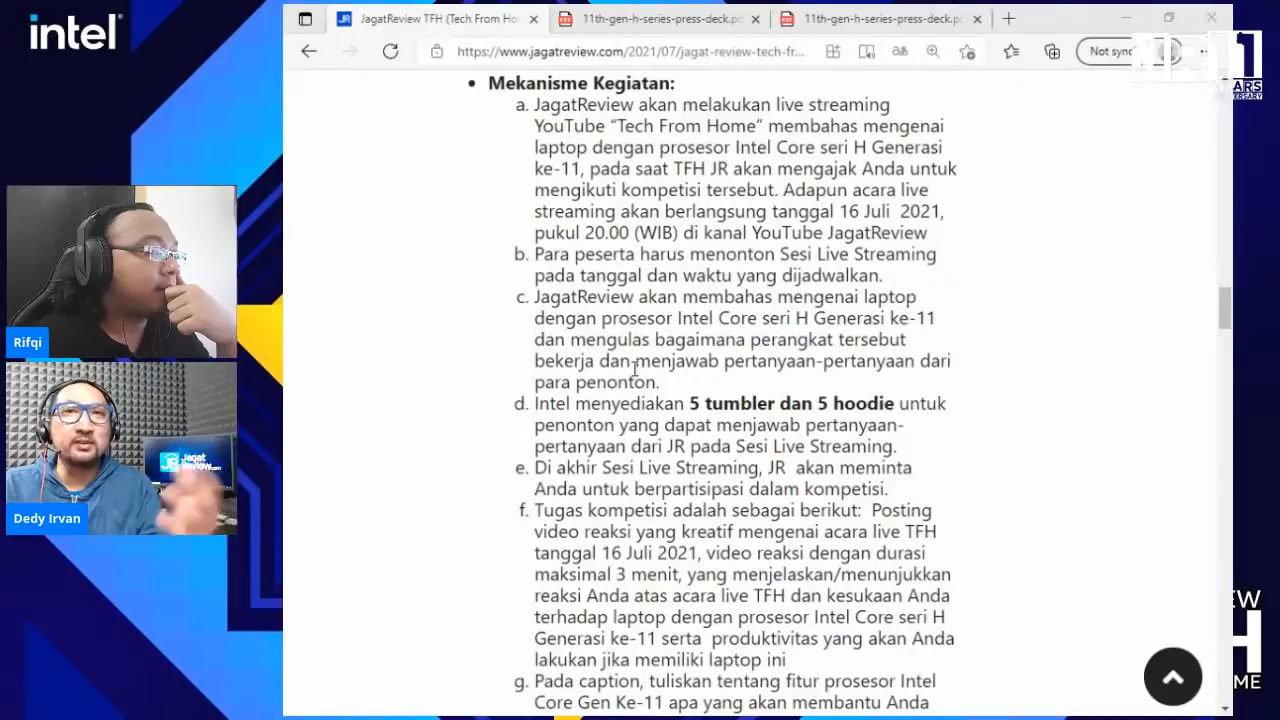 intel
JagatReview TFH (Tech From Ho
11th-gen-h-series-press-deck.po
11th-gen-h-series-press-deck.po
https://www.jagatreview.com/2021/07/jagat-review-tech-fr...
Not sync
ARS
Mekanisme Kegiatan:
a. JagatReview akan melakukan live streaming
YouTube “Tech From Home” membahas mengenai
laptop dengan prosesor Intel Core seri H Generasi
ke-11, pada saat TFH JR akan mengajak Anda untuk
mengikuti kompetisi tersebut. Adapun acara live
streaming akan berlangsung tanggal 16 Juli 2021,
pukul 20.00 (WIB) di kanal YouTube JagatReview
b. Para peserta harus menonton Sesi Live Streaming
pada tanggal dan waktu yang dijadwalkan.
c. JagatReview akan membahas mengenai laptop
dengan prosesor Intel Core seri H Generasi ke-11
dan mengulas bagaimana perangkat tersebut
bekerja dan menjawab pertanyaan-pertanyaan dari
para penonton.
d. Intel menyediakan 5 tumbler dan 5 hoodie untuk
penonton yang dapat menjawab pertanyaan-
pertanyaan dari JR pada Sesi Live Streaming.
e. Di akhir Sesi Live Streaming, JR akan meminta
Anda untuk berpartisipasi dalam kompetisi.
f. Tugas kompetisi adalah sebagai berikut: Posting
video reaksi yang kreatif mengenai acara live TFH
tanggal 16 Juli 2021, video reaksi dengan durasi
maksimal 3 menit, yang menjelaskan/menunjukkan
reaksi Anda atas acara live TFH dan kesukaan Anda
terhadap laptop dengan prosesor Intel Core seri H
Generasi ke-11 serta produktivitas yang akan Anda
lakukan jika memiliki laptop ini
g. Pada caption, tuliskan tentang fitur prosesor Intel
Core Gen Ke-11 apa yang akan membantu Anda
Rifqi
Jagat
Review.com
Dedy Irvan
EW
H
ME